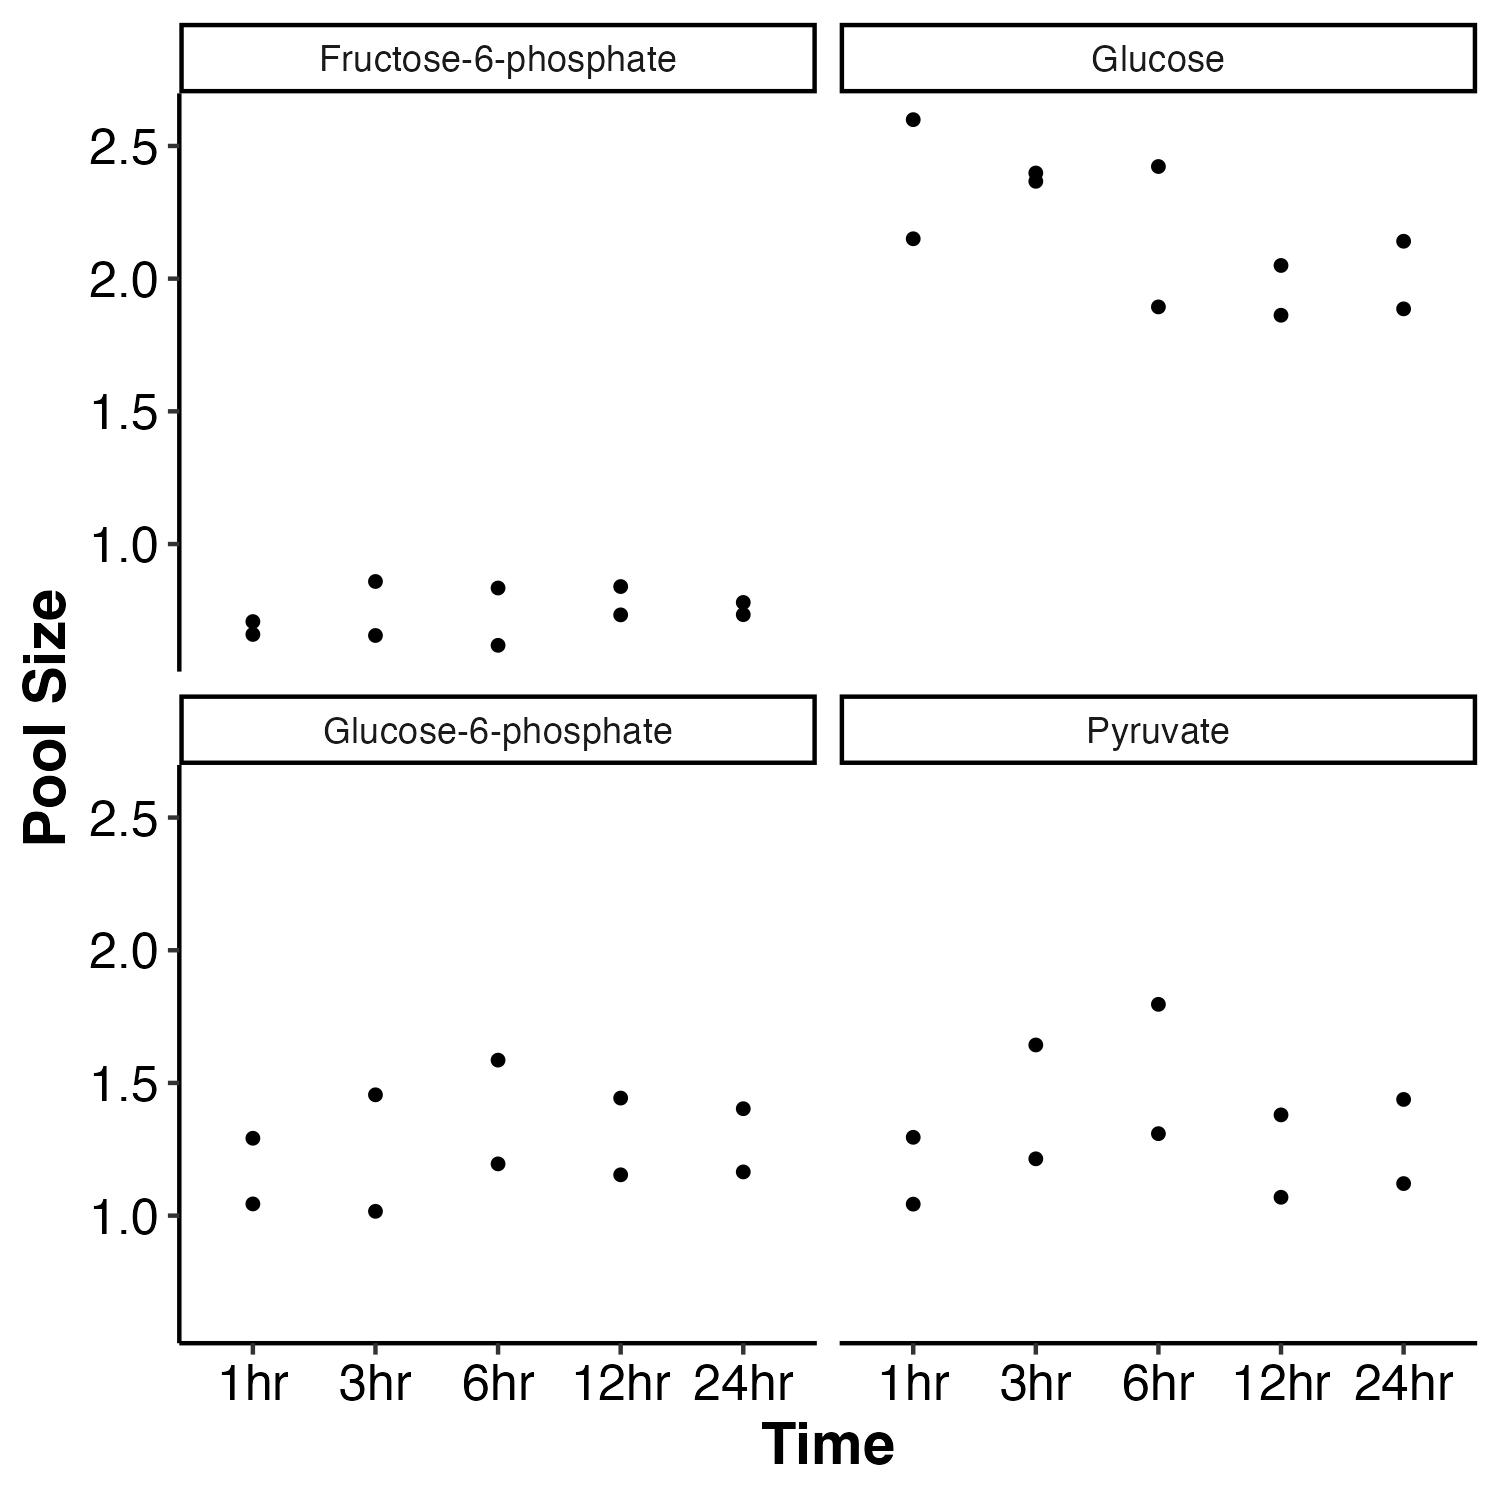 Fructose-6-phosphate
Glucose
2.5
2.0
1.5
1.0
Pool Size
Glucose-6-phosphate
Pyruvate
2.5
2.0
1.5
1.0
1hr 3hr 6hr 12hr 24hr
1hr 3hr 6hr 12hr 24hr
Time